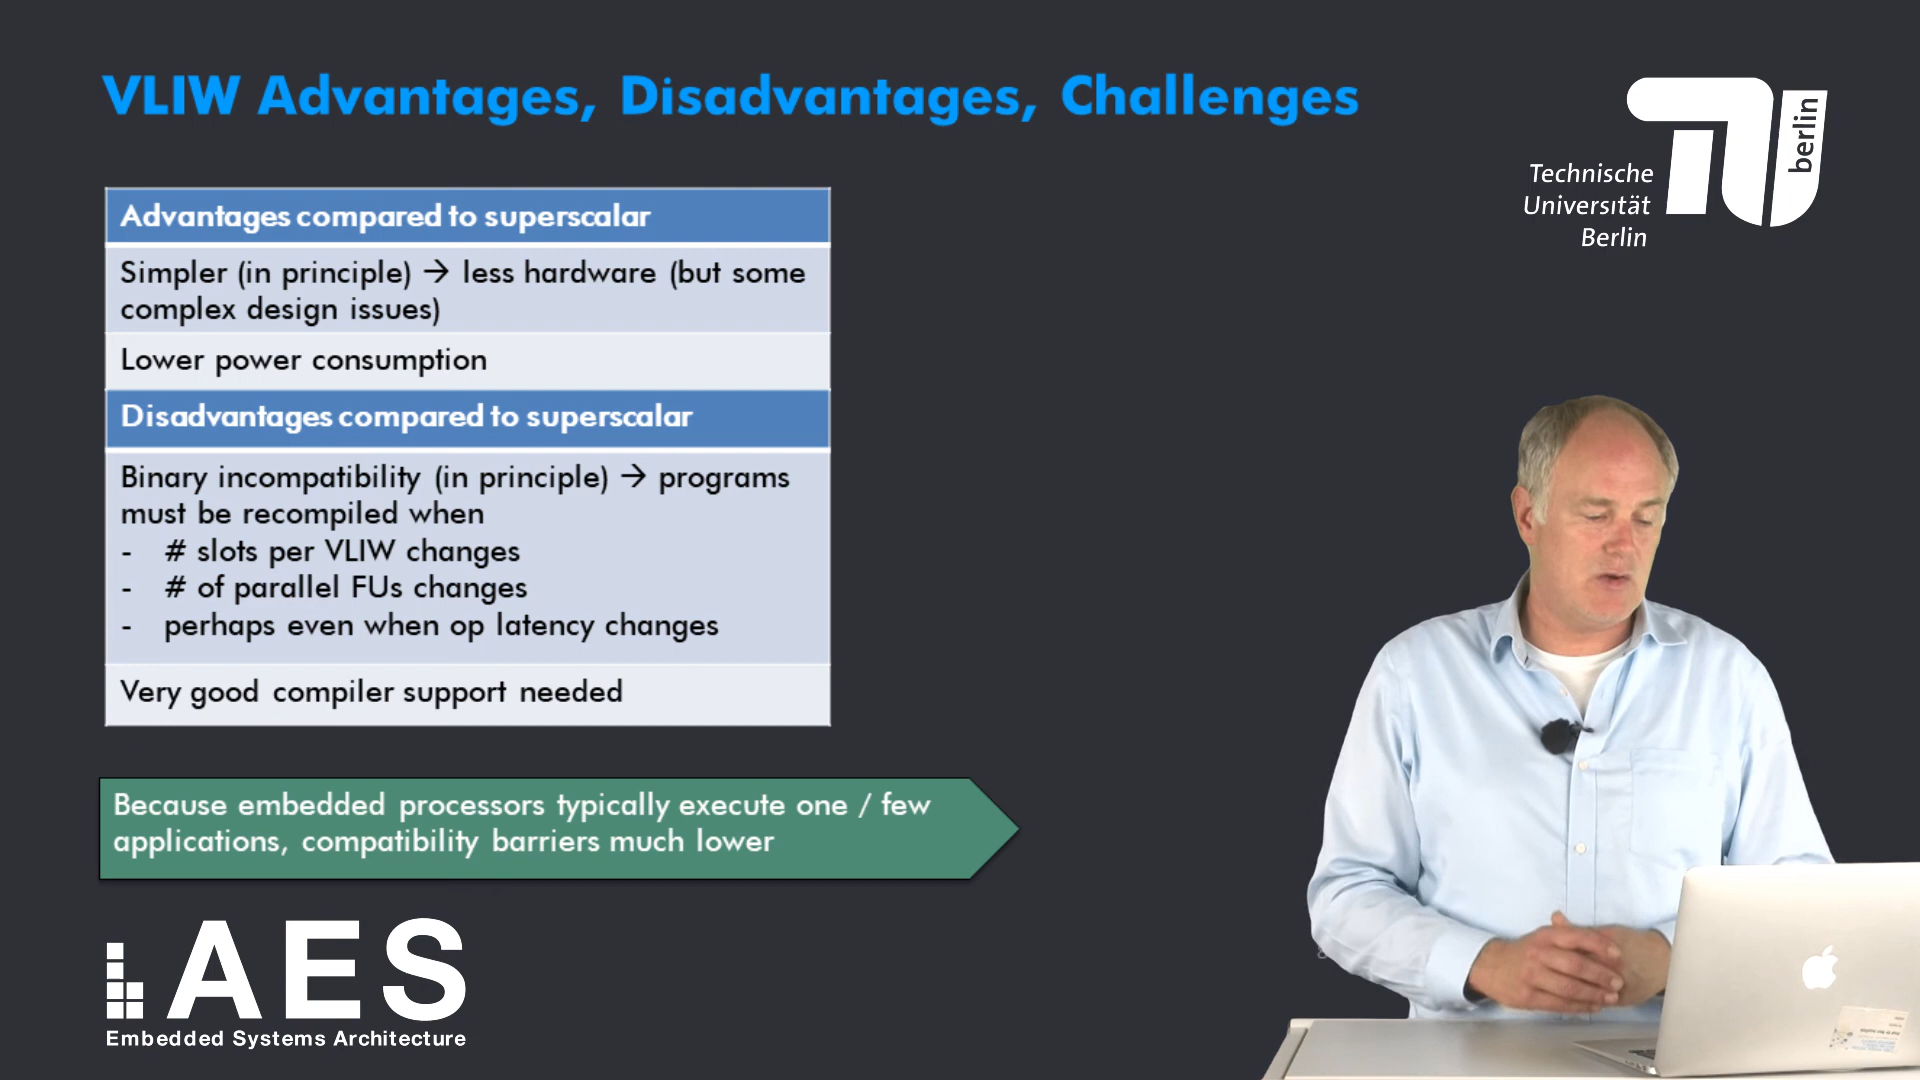 VLIW Advantages, Disadvantages, Challenges
Technische
Universität
Berlin
berlin
Advantages compared to superscalar
Simpler (in principle) → less hardware (but some
complex design issues)
Lower power consumption
Disadvantages compared to superscalar
Binary incompatibility (in principle) → programs
must be recompiled when
- # slots per VLIW changes
- # of parallel FUs changes
- perhaps even when op latency changes
Very good compiler support needed
Because embedded processors typically execute one / few
applications, compatibility barriers much lower
AES
Embedded Systems Architecture